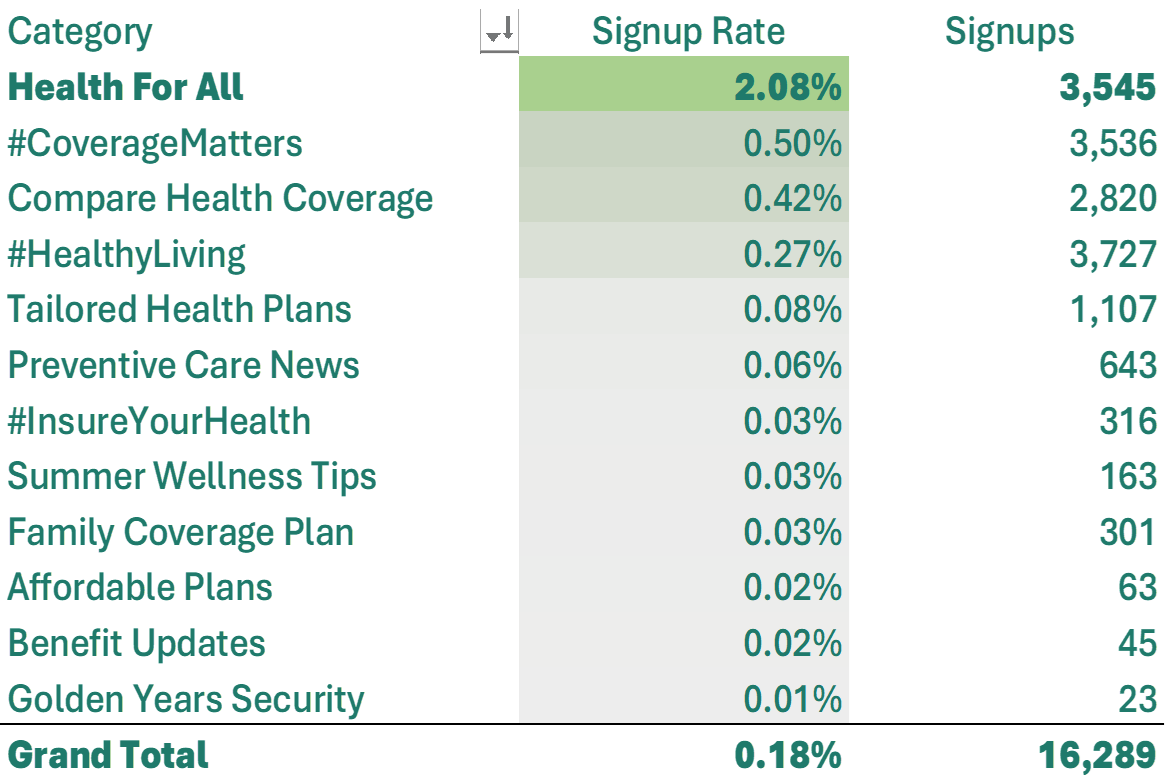 Category Signup Rate Signups
Health For All 2.08% 3,545
#CoverageMatters 0.50% 3,536
Compare Health Coverage 0.42% 2,820
#HealthyLiving 0.27% 3,727
Tailored Health Plans 0.08% 1,107
Preventive Care News 0.06% 643
#InsureYourHealth 0.03% 316
Summer Wellness Tips 0.03% 163
Family Coverage Plan 0.03% 301
Affordable Plans 0.02% 63
Benefit Updates 0.02% 45
Golden Years Security 0.01% 23
Grand Total 0.18% 16,289